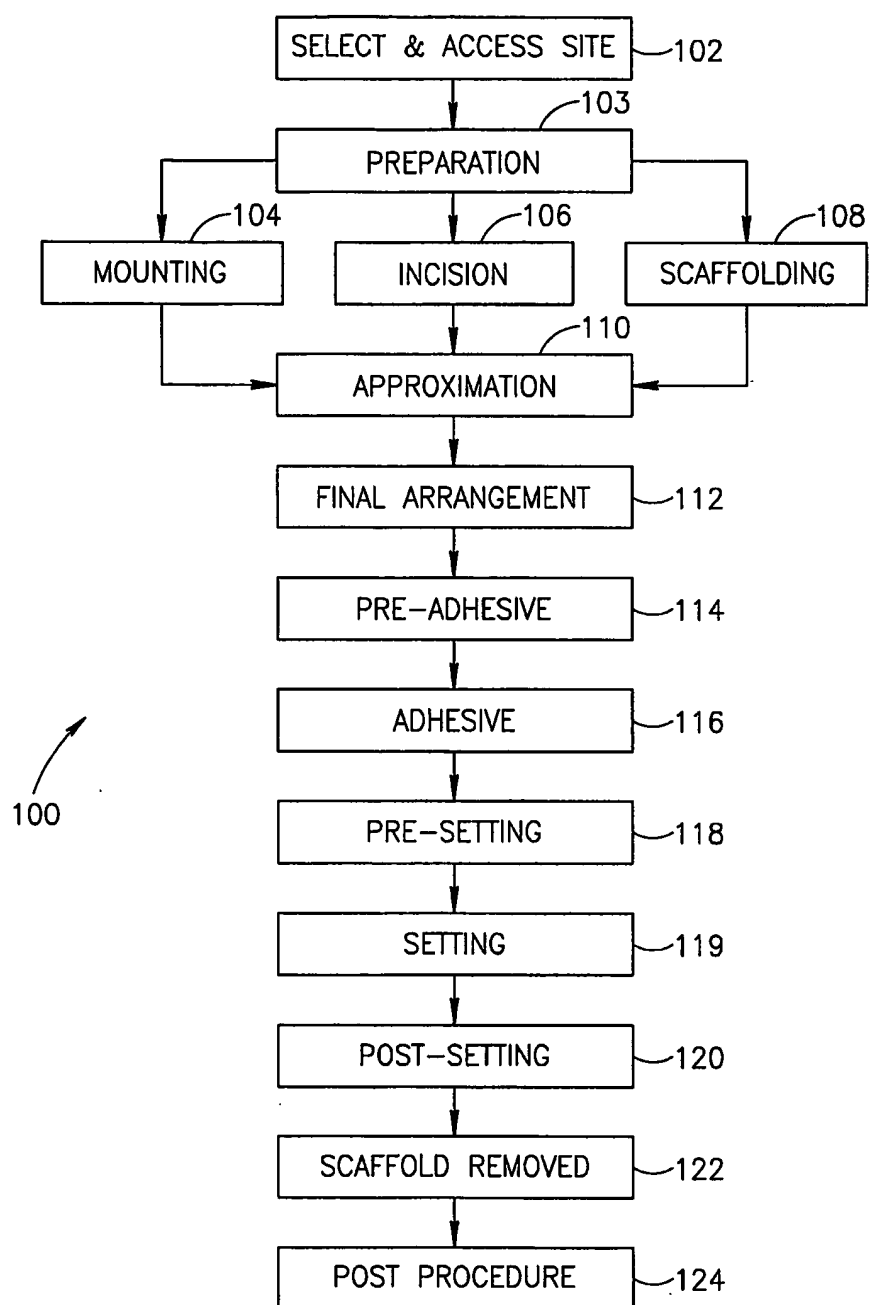 SELECT & ACCESS SITE 102
103
PREPARATION
104 106 108
MOUNTING INCISION SCAFFOLDING
110
APPROXIMATION
FINAL ARRANGEMENT 112
PRE-ADHESIVE 114
ADHESIVE 116
100
PRE-SETTING 118
SETTING 119
POST-SETTING 120
SCAFFOLD REMOVED 122
POST PROCEDURE 124